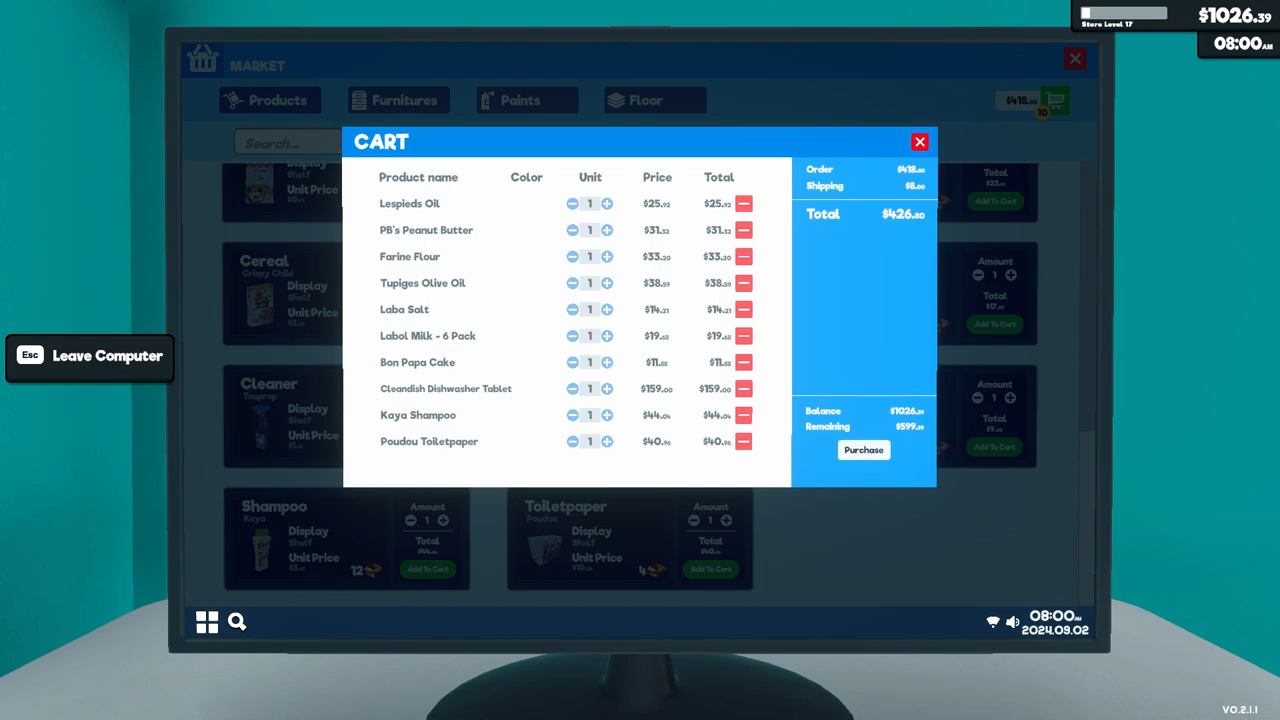 Store Level 17
$1026.39
08:00AM
MARKET
Products
Furnitures
Paints
Floor
$418.80
10
Search...
CART
Product name Color Unit Price Total
Lespieds Oil 1 $25.92 $25.92
PB's Peanut Butter 1 $31.32 $31.32
Farine Flour 1 $33.20 $33.20
Tupiges Olive Oil 1 $38.59 $38.59
Laba Salt 1 $14.21 $14.21
Labol Milk - 6 Pack 1 $19.68 $19.68
Bon Papa Cake 1 $11.88 $11.88
Cleandish Dishwasher Tablet 1 $159.00 $159.00
Kaya Shampoo 1 $44.04 $44.04
Poudou Toiletpaper 1 $40.96 $40.96
Order $418.80
Shipping $8.00
Total $426.80
Balance $1026.39
Remaining $599.59
Purchase
Display
Shelf
Unit Price
Total
Add To Cart
Cereal
Crispy Chibi
Display
Shelf
Unit Price
Amount
1
Total
Add To Cart
Cleaner
Display
Shelf
Unit Price
Amount
1
Total
Add To Cart
Shampoo
Kaya
Display
Shelf
Unit Price
12
Amount
1
Total
Add To Cart
Toiletpaper
Poudou
Display
Shelf
Unit Price
4
Amount
1
Total
Add To Cart
Esc Leave Computer
08:00AM
2024.09.02
V0.2.1.1